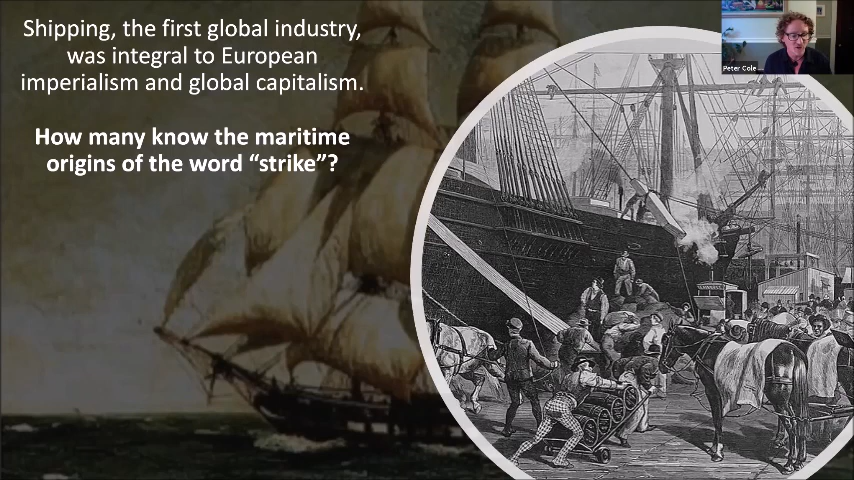 Shipping, the first global industry,
was integral to European
imperialism and global capitalism.
How many know the maritime
origins of the word “strike”?
Peter Cole